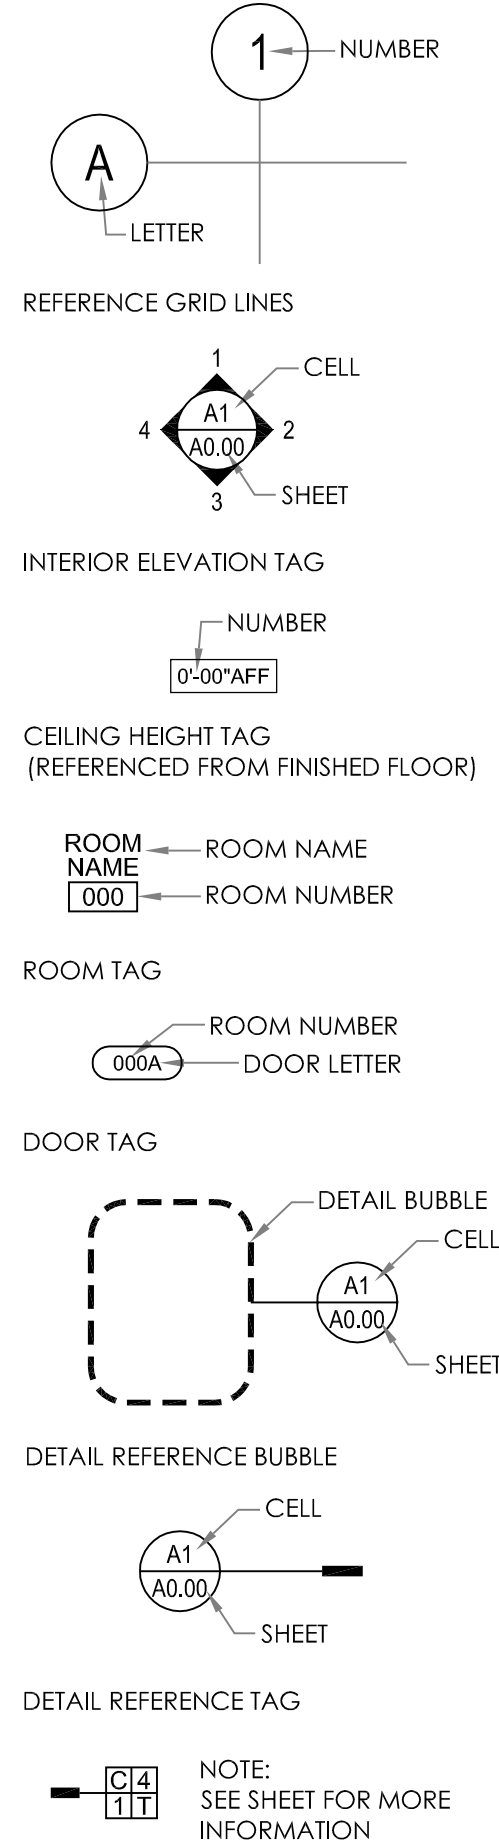 1
NUMBER
A
LETTER
REFERENCE GRID LINES
1
CELL
A1
4
2
A0.00
3
SHEET
INTERIOR ELEVATION TAG
NUMBER
0'-00"AFF
CEILING HEIGHT TAG
(REFERENCED FROM FINISHED FLOOR)
ROOM
NAME
ROOM NAME
000
ROOM NUMBER
ROOM TAG
ROOM NUMBER
000A
DOOR LETTER
DOOR TAG
DETAIL BUBBLE
CELL
A1
A0.00
SHEET
DETAIL REFERENCE BUBBLE
CELL
A1
A0.00
SHEET
DETAIL REFERENCE TAG
C 4
1 T
NOTE:
SEE SHEET FOR MORE
INFORMATION